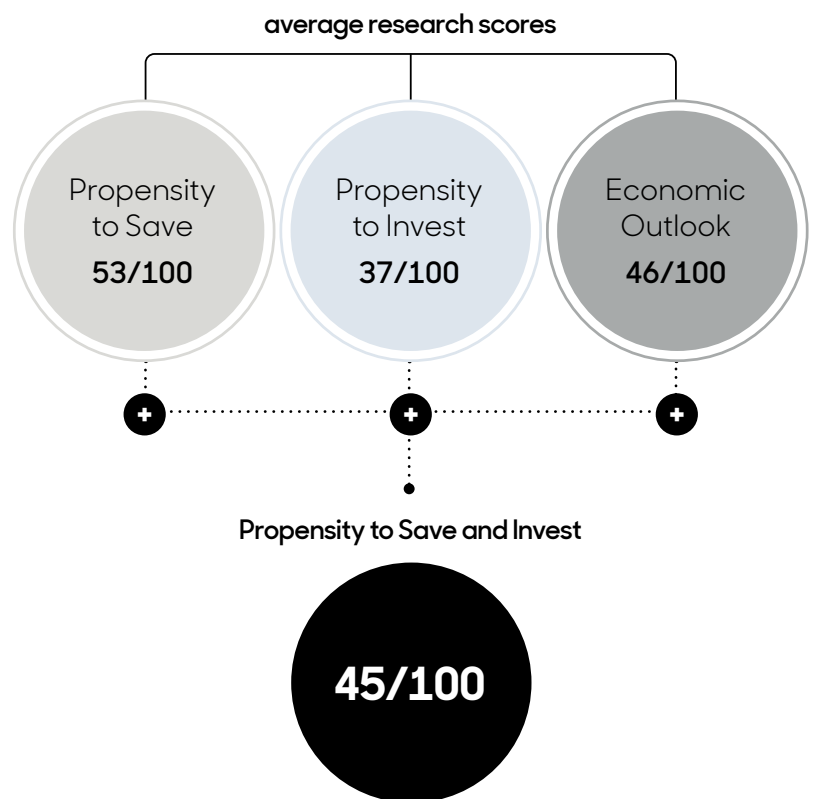 average research scores
Propensity
to Save
53/100
Propensity
to Invest
37/100
Economic
Outlook
46/100
+
+
+
Propensity to Save and Invest
45/100